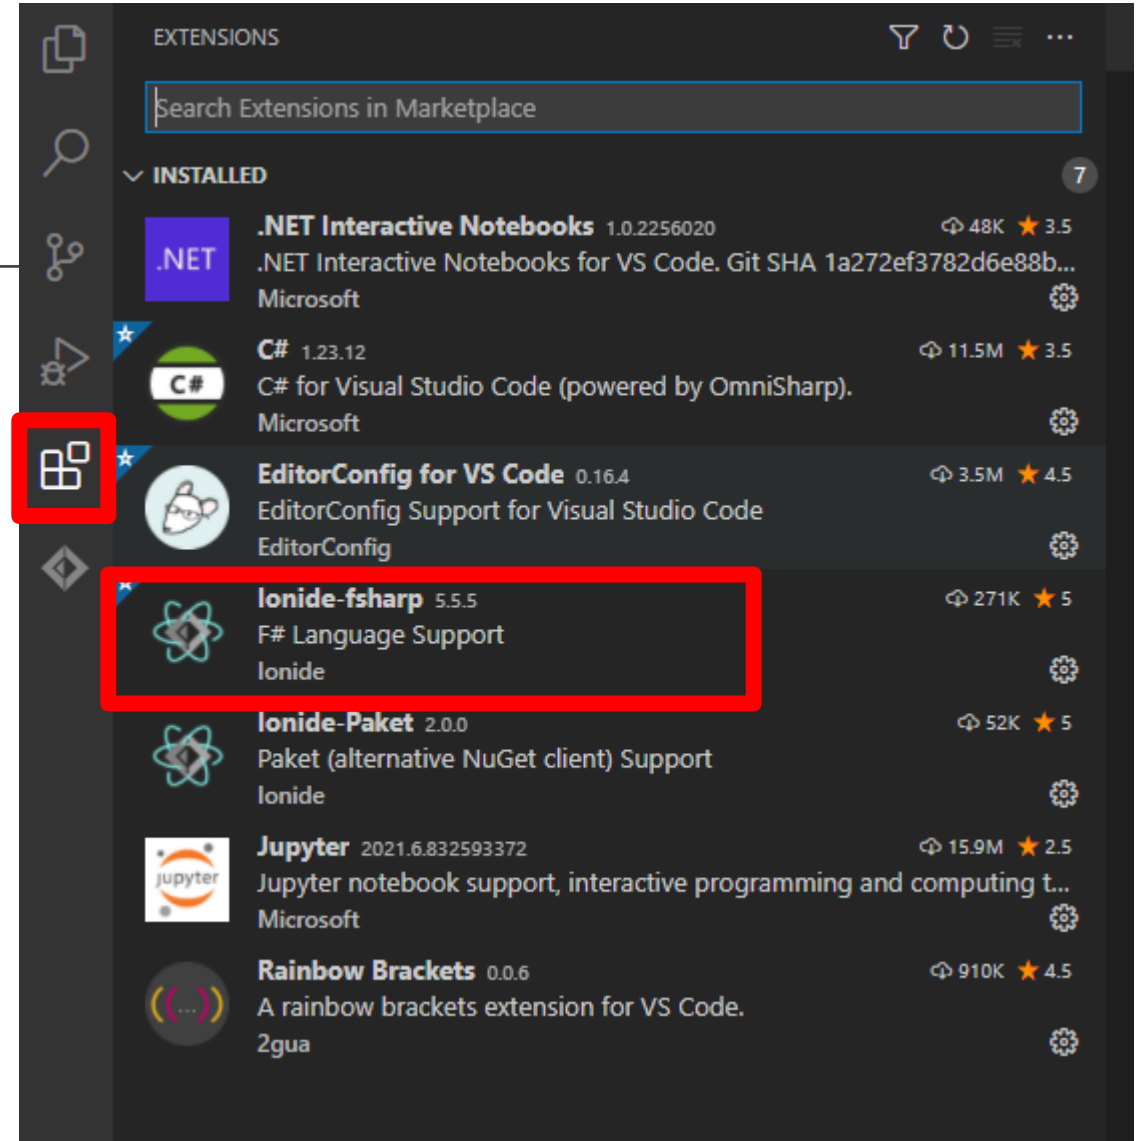 EXTENSIONS
Search Extensions in Marketplace
INSTALLED 7
.NET
.NET Interactive Notebooks 1.0.2256020 48K 3.5
.NET Interactive Notebooks for VS Code. Git SHA 1a272ef3782d6e88b...
Microsoft
C#
C# 1.23.12 11.5M 3.5
C# for Visual Studio Code (powered by OmniSharp).
Microsoft
EditorConfig for VS Code 0.16.4 3.5M 4.5
EditorConfig Support for Visual Studio Code
EditorConfig
Ionide-fsharp 5.5.5 271K 5
F# Language Support
Ionide
Ionide-Paket 2.0.0 52K 5
Paket (alternative NuGet client) Support
Ionide
jupyter
Jupyter 2021.6.832593372 15.9M 2.5
Jupyter notebook support, interactive programming and computing t...
Microsoft
((...))
Rainbow Brackets 0.0.6 910K 4.5
A rainbow brackets extension for VS Code.
2gua